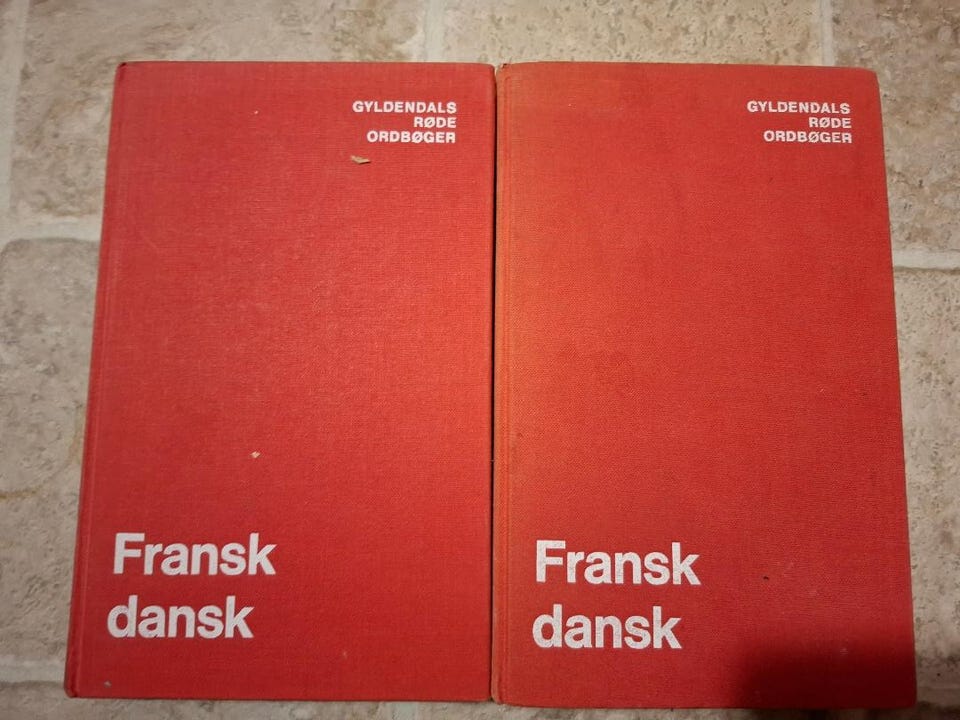 GYLDENDALS
RØDE
ORDBØGER
Fransk
dansk
GYLDENDALS
RØDE
ORDBØGER
Fransk
dansk